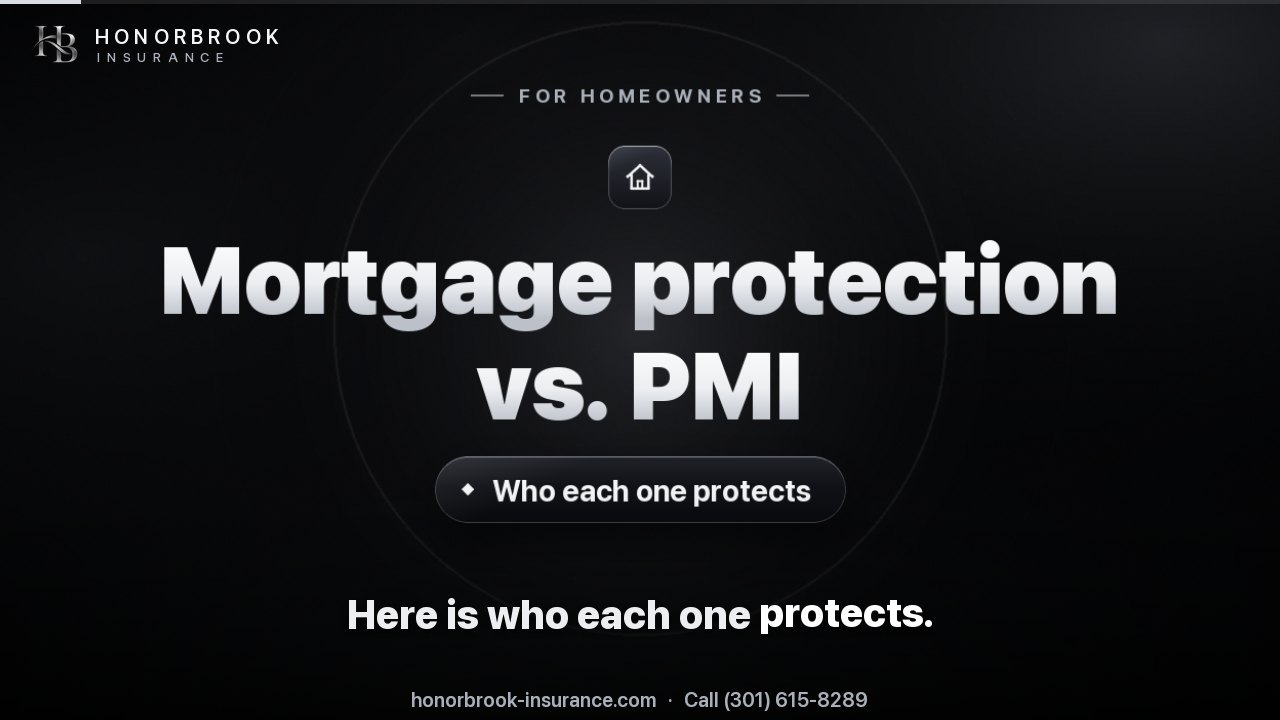 HONORBROOK
INSURANCE
FOR HOMEOWNERS
Mortgage protection
vs. PMI
Who each one protects
Here is who each one protects.
honorbrook-insurance.com · Call (301) 615-8289